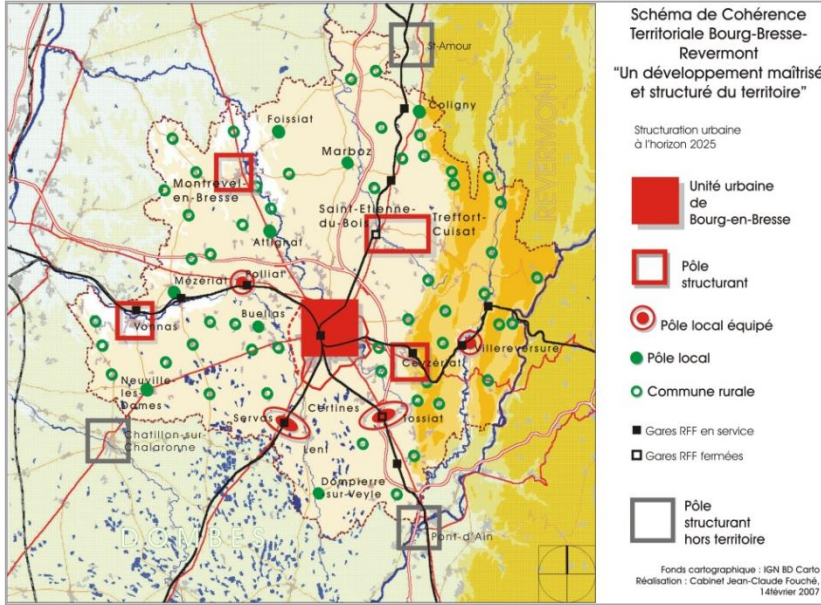 St-Amour
Coligny
Foissiat
Marboz
Montrevel-
en-Bresse
Saint-Etienne-
du-Bois
Treffort-
Cuisat
REVERMONT
Attignat
Polliat
Mézériat
Vonnas
Buellas
Ceyzériat
Villereversure
Neuville
les-
Dames
Servas
Certines
Tossiat
Chatillon-sur-
Chalaronne
Lent
Dompierre
sur-Veyle
DOMBES
Pont-d'Ain
Schéma de Cohérence
Territoriale Bourg-Bresse-
Revermont
"Un développement maîtrisé
et structuré du territoire"
Structuration urbaine
à l'horizon 2025
Unité urbaine
de
Bourg-en-Bresse
Pôle
structurant
Pôle local équipé
Pôle local
Commune rurale
Gares RFF en service
Gares RFF fermées
Pôle
structurant
hors territoire
Fonds cartographique : IGN BD Carto
Réalisation : Cabinet Jean-Claude Fouché,
14février 2007